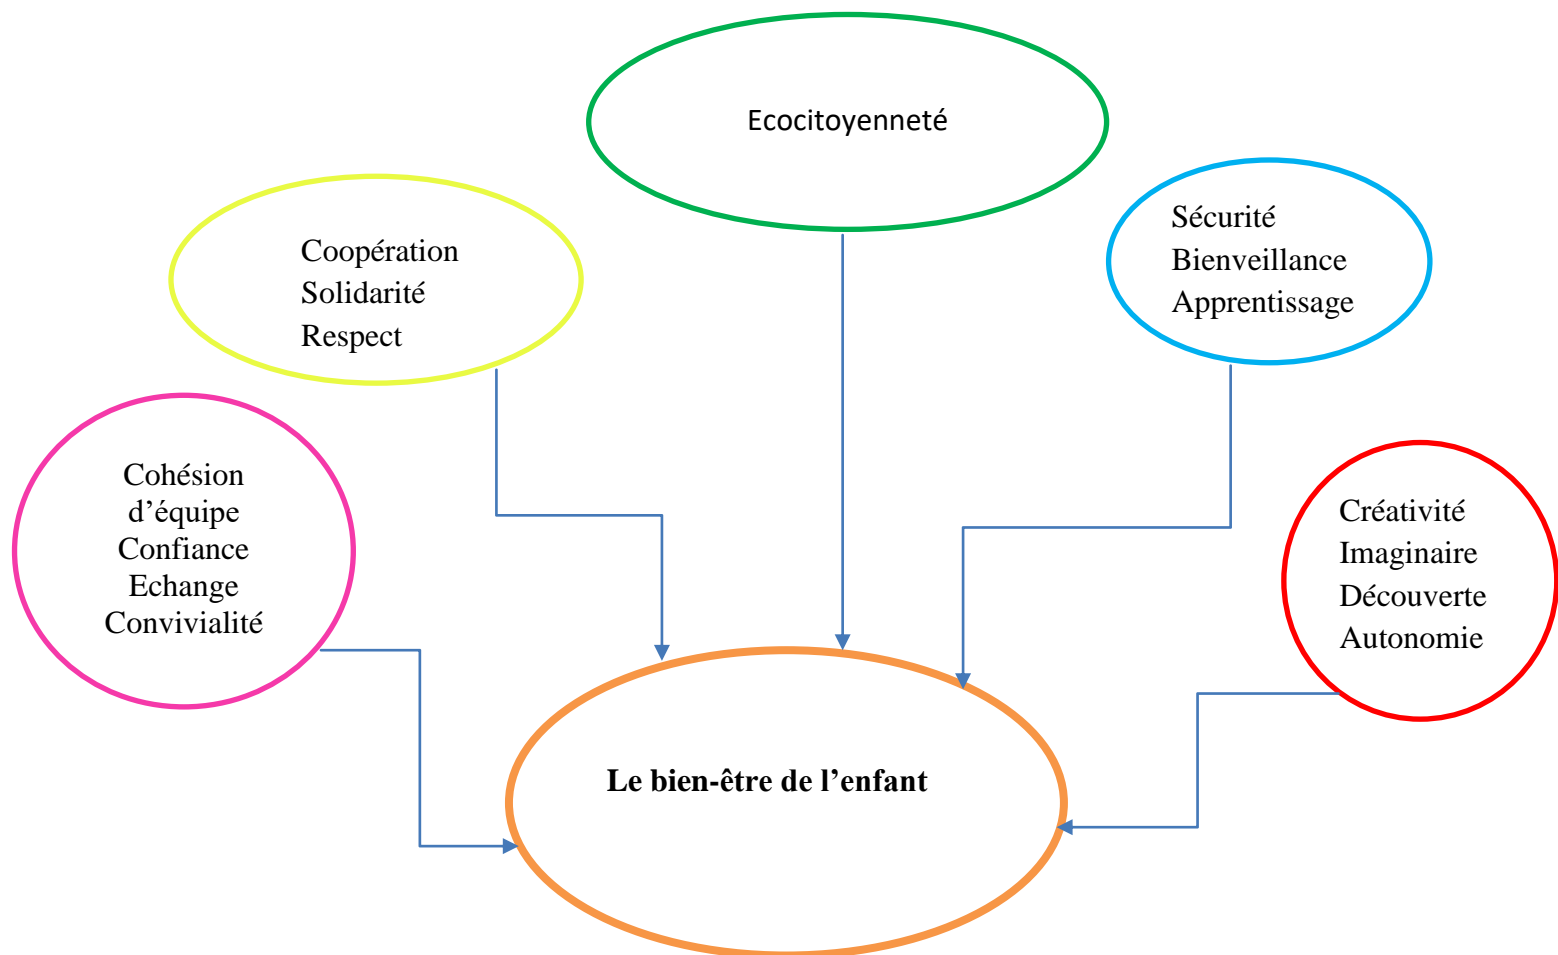 Ecocitoyenneté
Coopération
Solidarité
Respect
Sécurité
Bienveillance
Apprentissage
Cohésion
d’équipe
Confiance
Echange
Convivialité
Créativité
Imaginaire
Découverte
Autonomie
Le bien-être de l’enfant